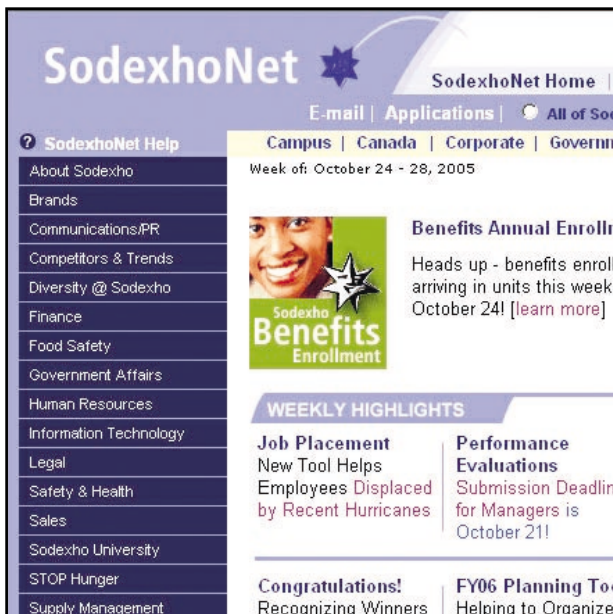 SodexhoNet
SodexhoNet Home |
E-mail | Applications | All of
SodexhoNet Help
Campus | Canada | Corporate |
Week of: October 24 - 28, 2005
About Sodexho
Brands
Communications/PR
Competitors & Trends
Diversity @ Sodexho
Finance
Food Safety
Government Affairs
Human Resources
Information Technology
Legal
Safety & Health
Sales
Sodexho University
STOP Hunger
Supply Management
Sodexho
Benefits
Enrollment
Benefits Annual
Heads up - benefits
arriving in units this week
October 24! [learn more]
WEEKLY HIGHLIGHTS
Job Placement
New Tool Helps
Employees Displaced
by Recent Hurricanes
Performance
Evaluations
Submission
for Managers is
October 21!
Congratulations!
Recognizing Winners
FY06 Planning
Helping to Organize